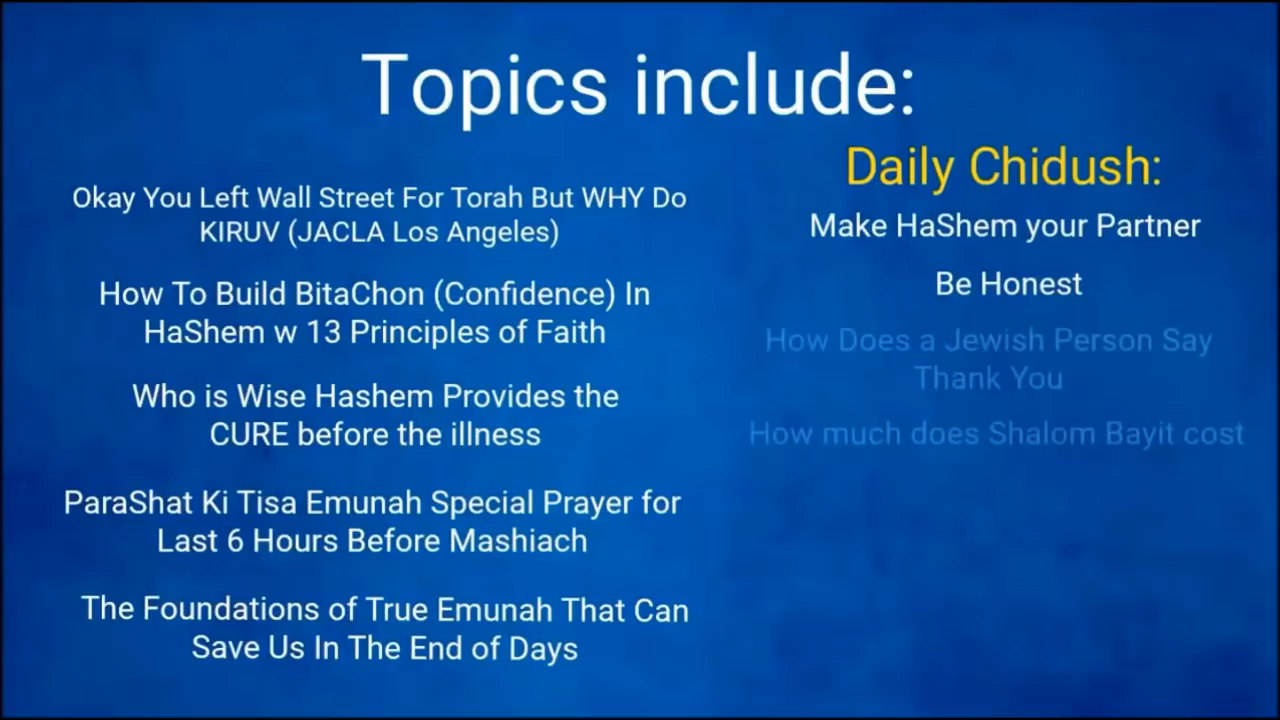 Topics include:
Okay You Left Wall Street For Torah But WHY Do
KIRUV (JACLA Los Angeles)
How To Build BitaChon (Confidence) In
HaShem w 13 Principles of Faith
Who is Wise Hashem Provides the
CURE before the illness
ParaShat Ki Tisa Emunah Special Prayer for
Last 6 Hours Before Mashiach
The Foundations of True Emunah That Can
Save Us In The End of Days
Daily Chidush:
Make HaShem your Partner
Be Honest
How Does a Jewish Person Say
Thank You
How much does Shalom Bayit cost